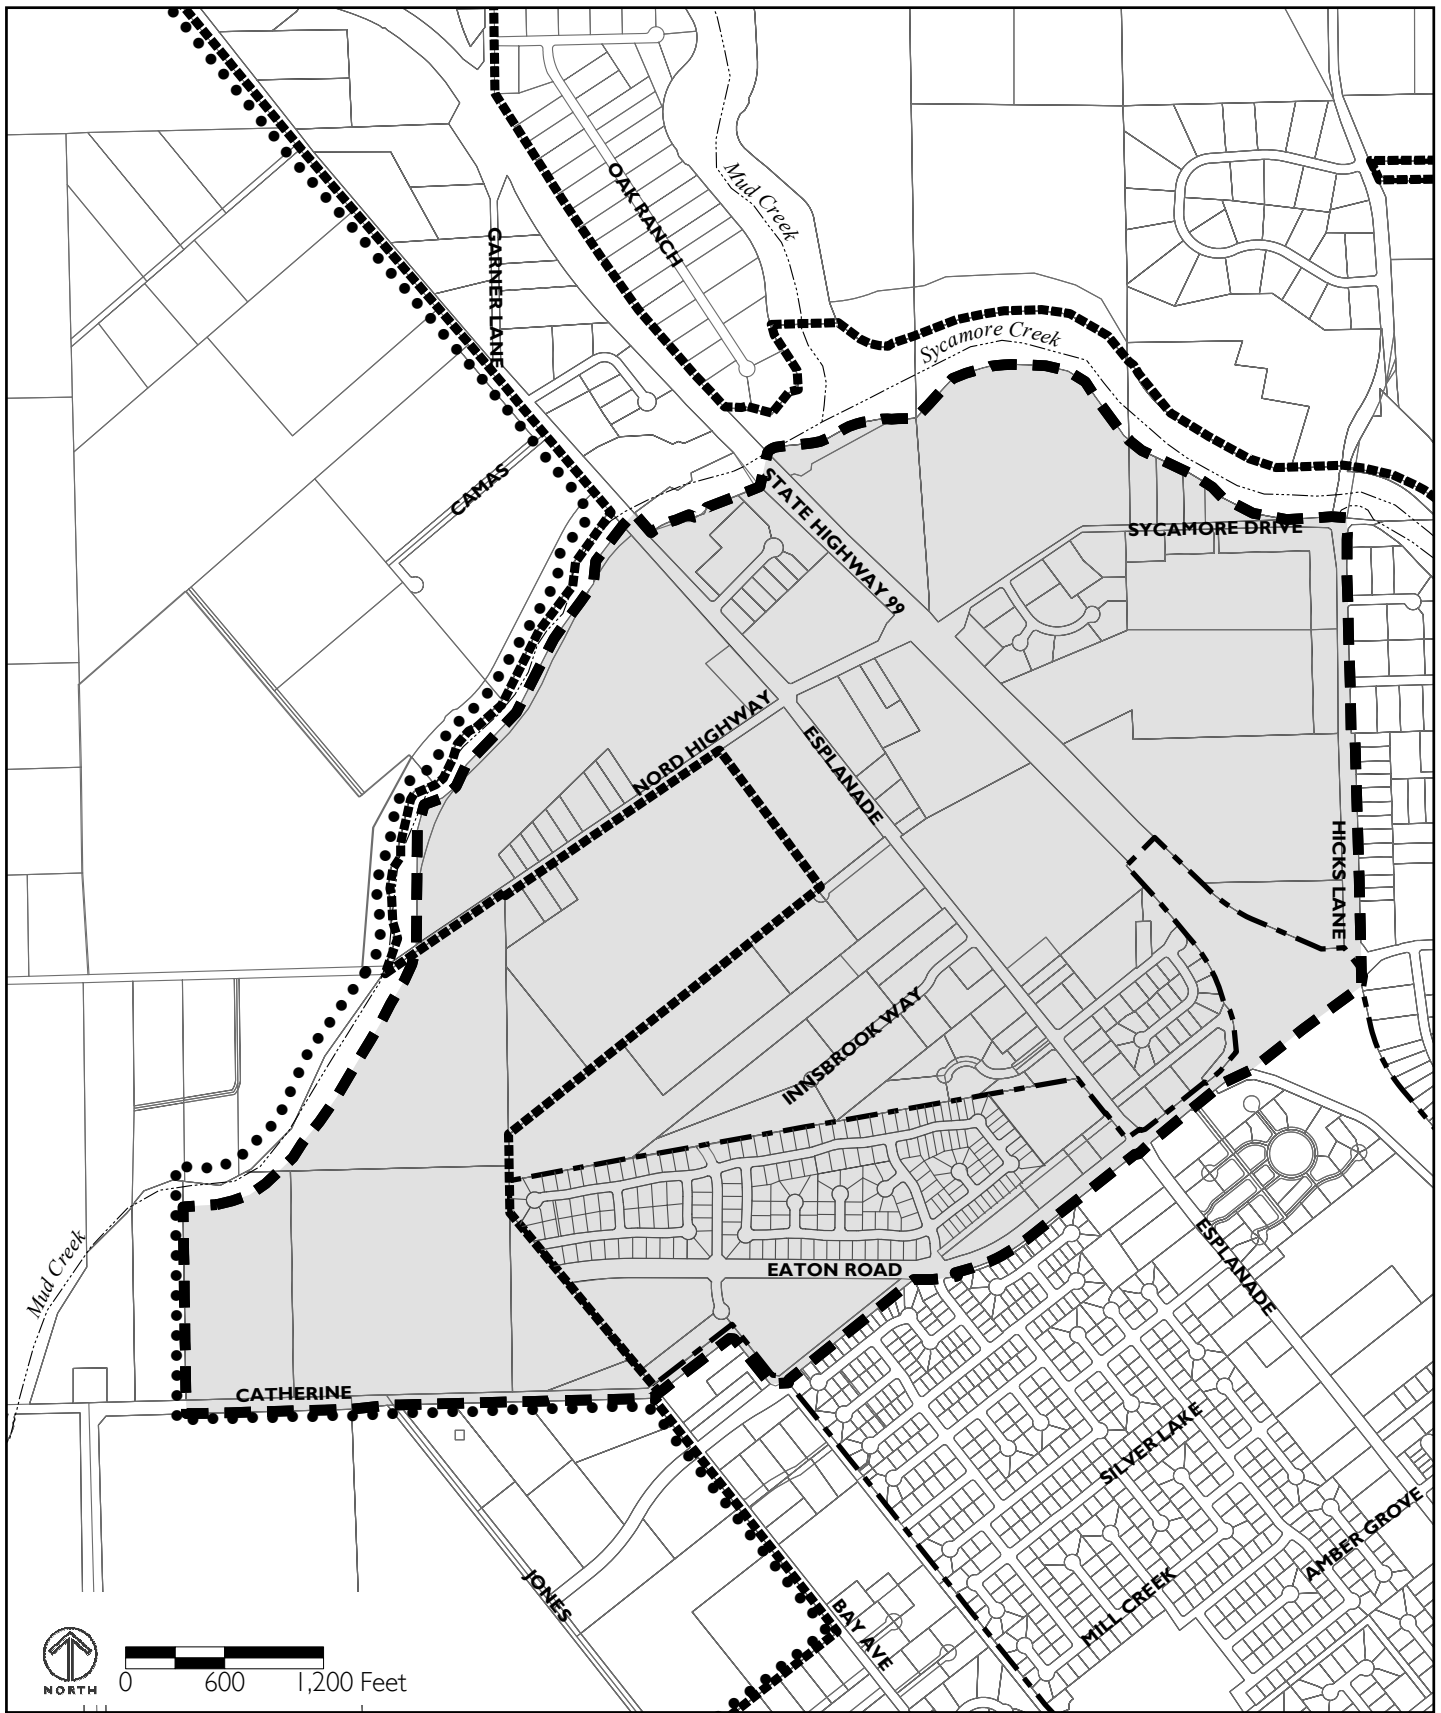 OAK RANCH
Mud Creek
GARNER LANE
Sycamore Creek
CAMAS
STATE HIGHWAY 99
SYCAMORE DRIVE
NORD HIGHWAY
ESPLANADE
HICKS LANE
INNSBROOK WAY
Mud Creek
EATON ROAD
ESPLANADE
CATHERINE
SILVER LAKE
AMBER GROVE
JONES
MILL CREEK
BAY AVE
NORTH
0 600 1,200 Feet